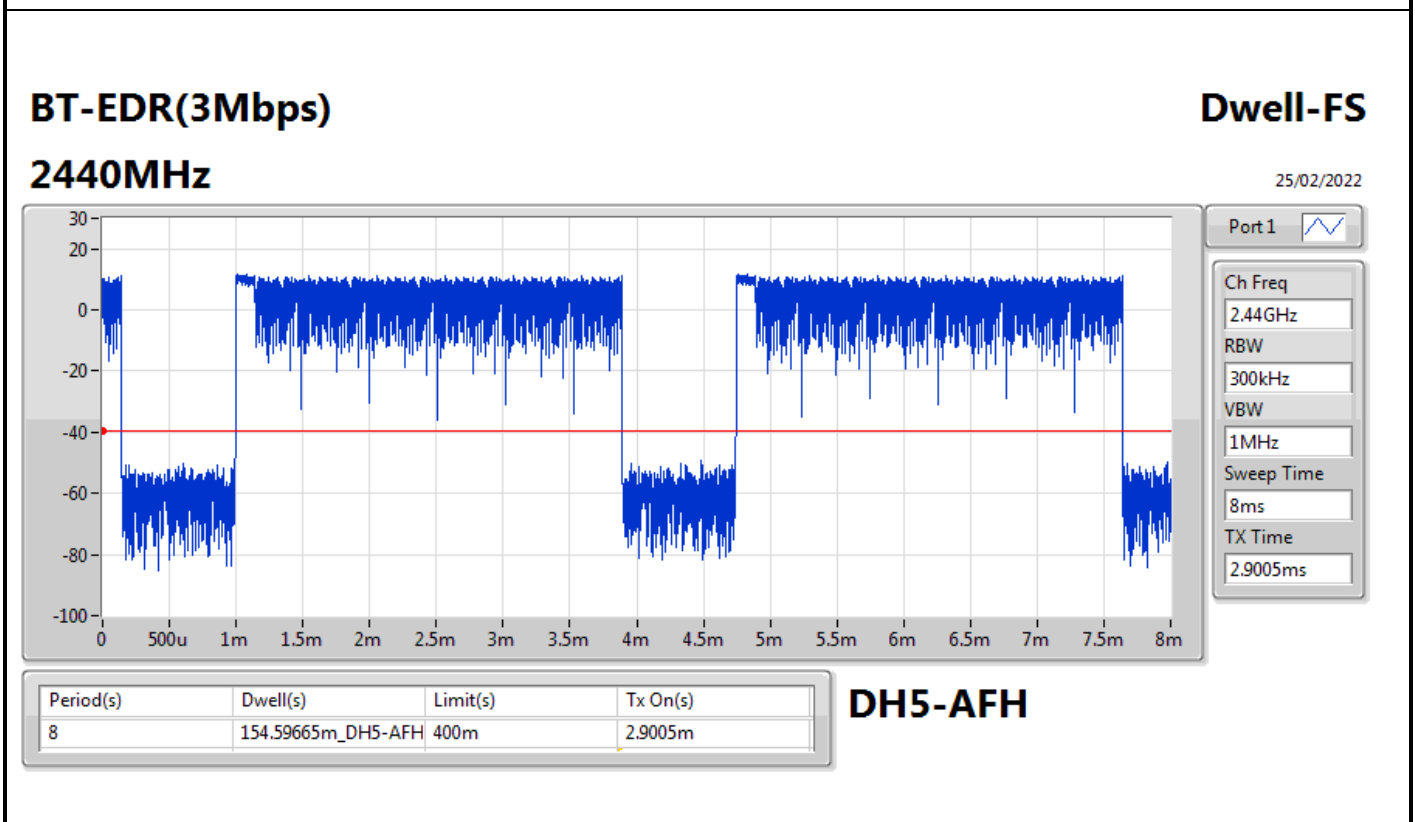 BT-EDR(3Mbps) Dwell-FS
2440MHz 25/02/2022
Port 1
30
20
0
-20
-40
-60
-80
-100
0 500u 1m 1.5m 2m 2.5m 3m 3.5m 4m 4.5m 5m 5.5m 6m 6.5m 7m 7.5m 8m
Ch Freq
2.44GHz
RBW
300kHz
VBW
1MHz
Sweep Time
8ms
TX Time
2.9005ms
Period(s) Dwell(s) Limit(s) Tx On(s)
8 154.59665m_DH5-AFH 400m 2.9005m
DH5-AFH